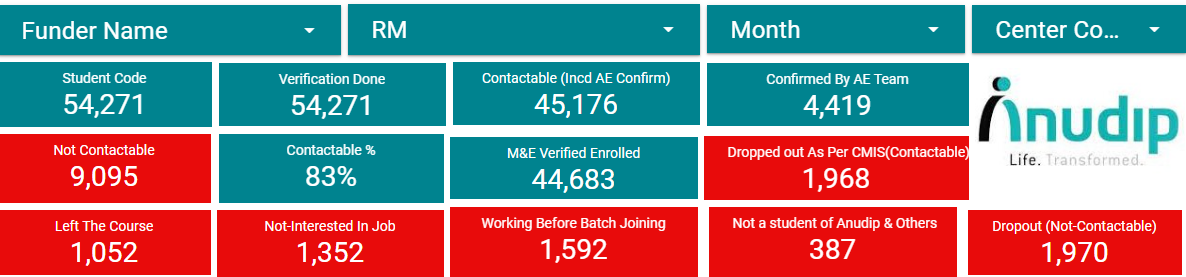 Funder Name
RM
Month
Center Co...
Student Code
54,271
Verification Done
54,271
Contactable (Incd AE Confirm)
45,176
Confirmed By AE Team
4,419
Anudip
Life. Transformed.
Not Contactable
9,095
Contactable %
83%
M&E Verified Enrolled
44,683
Dropped out As Per CMIS(Contactable)
1,968
Left The Course
1,052
Not-Interested In Job
1,352
Working Before Batch Joining
1,592
Not a student of Anudip & Others
387
Dropout (Not-Contactable)
1,970